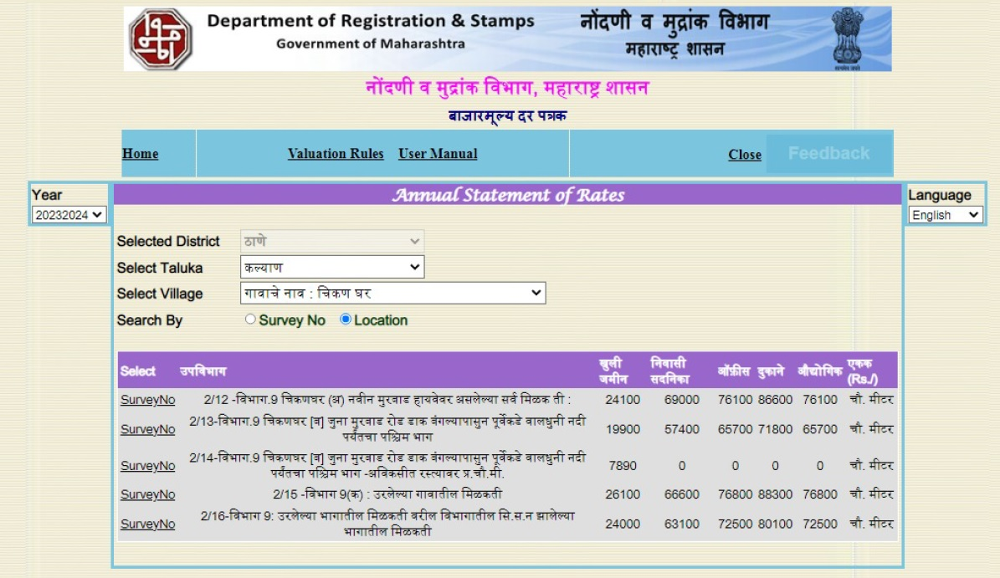 Department of Registration & Stamps
Government of Maharashtra
नोंदणी व मुद्रांक विभाग
महाराष्ट्र शासन
नोंदणी व मुद्रांक विभाग, महाराष्ट्र शासन
बाजारमूल्य दर पत्रक
Home Valuation Rules User Manual Close Feedback
Year
20232024
Annual Statement of Rates
Language
English
Selected District ठाणे
Select Taluka कल्याण
Select Village गावाचे नाव : चिकण घर
Search By Survey No Location
Select उपविभाग खुली जमीन निवासी सदनिका ऑफ़ीस दुकाने औद्योगिक एकक (Rs./)
SurveyNo 2/12 -विभाग.9 चिकणघर (अ) नवीन मुरबाड हायवेवर असलेल्या सर्व मिळक ती : 24100 69000 76100 86600 76100 चौ. मीटर
SurveyNo 2/13-विभाग.9 चिकणघर [ब] जुना मुरबाड रोड डाक बंगल्यापासुन पूर्वेकडे वालधुनी नदी पर्यंतचा पश्चिम भाग 19900 57400 65700 71800 65700 चौ. मीटर
SurveyNo 2/14-विभाग.9 चिकणघर [ब] जुना मुरबाड रोड डाक बंगल्यापासुन पूर्वेकडे वालधुनी नदी पर्यंतचा पश्चिम भाग -अविकसीत रस्त्यावर प्र.चौ.मी. 7890 0 0 0 0 चौ. मीटर
SurveyNo 2/15 -विभाग 9(क) : उरलेल्या गावातील मिळकती 26100 66600 76800 88300 76800 चौ. मीटर
SurveyNo 2/16-विभाग 9: उरलेल्या भागातील मिळकती वरील विभागातील सि.स.न झालेल्या भागातील मिळकती 24000 63100 72500 80100 72500 चौ. मीटर